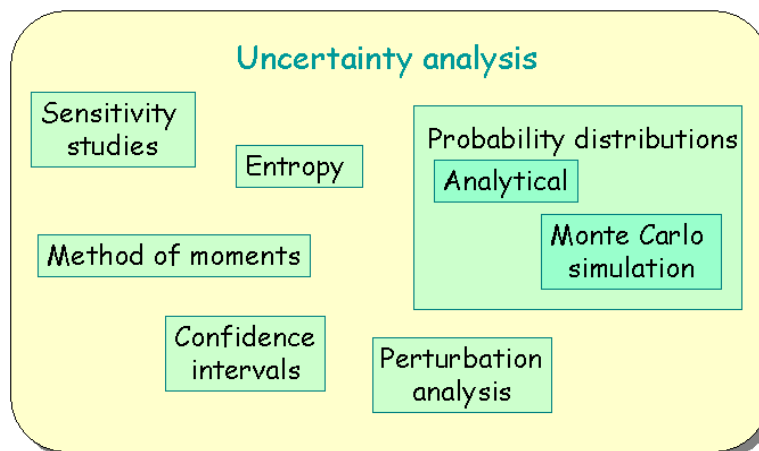 Uncertainty analysis
Sensitivity
studies
Entropy
Probability distributions
Analytical
Monte Carlo
simulation
Method of moments
Confidence
intervals
Perturbation
analysis